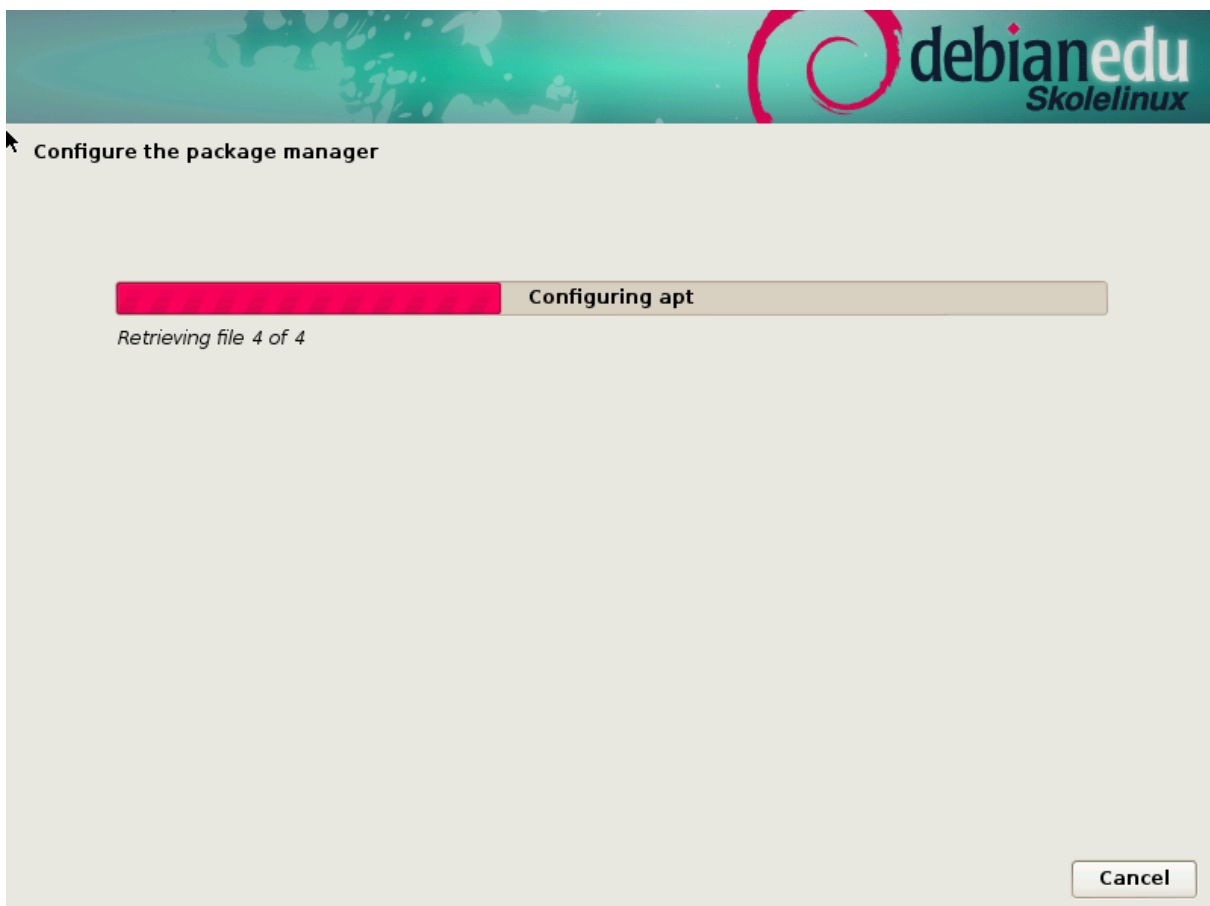 debianedu
Skolelinux
Configure the package manager
Configuring apt
Retrieving file 4 of 4
Cancel